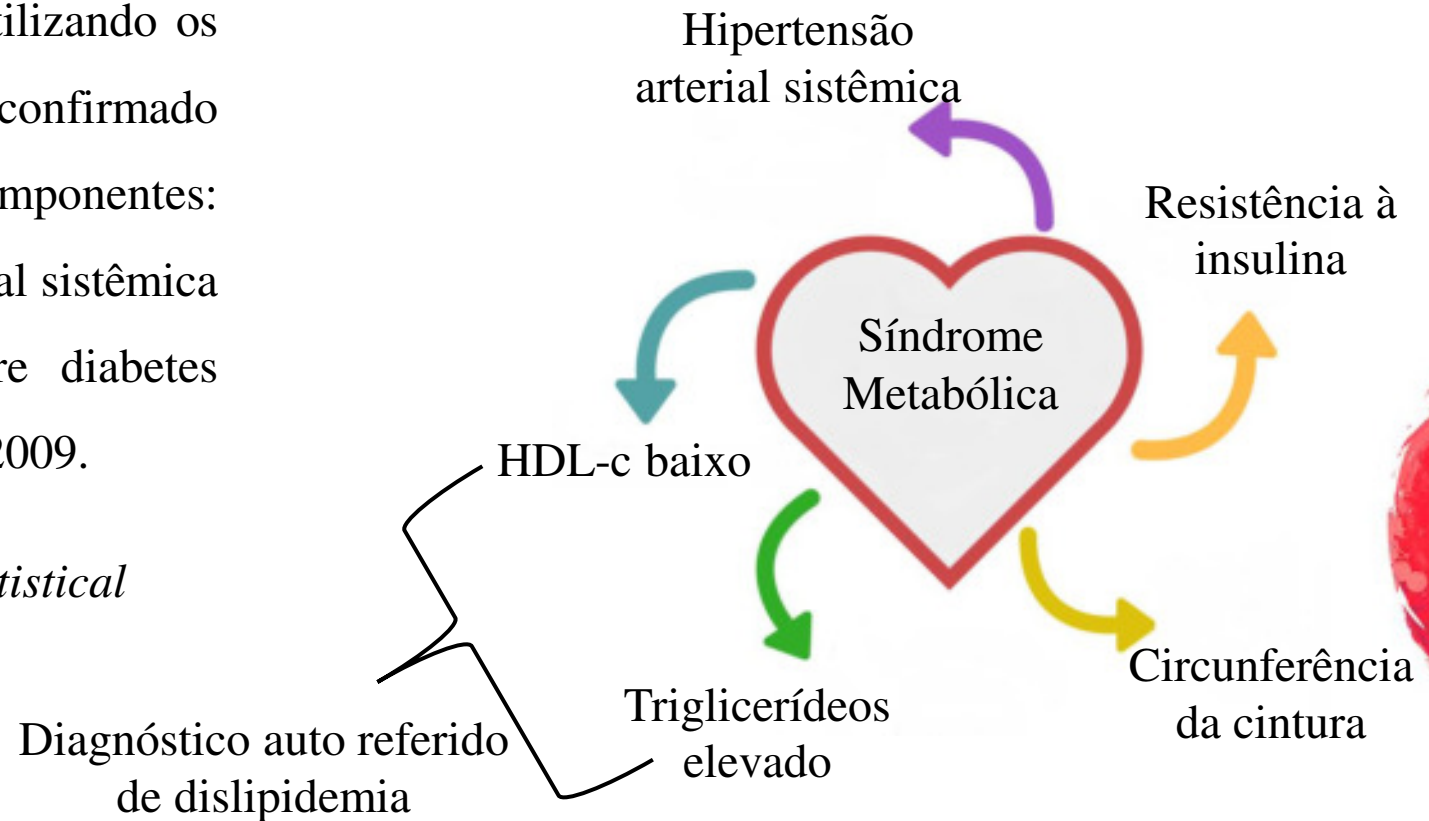 tilizando os
confirmado
mponentes:
al sistêmica
re diabetes
2009.
tistical
Hipertensão
arterial sistêmica
Resistência à
insulina
Síndrome
Metabólica
HDL-c baixo
Triglicerídeos
elevado
Circunferência
da cintura
Diagnóstico auto referido
de dislipidemia